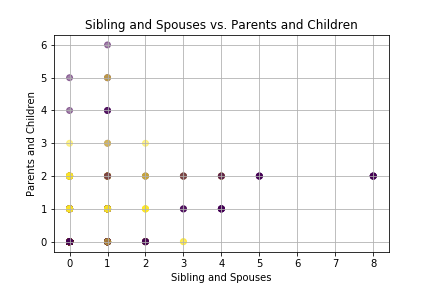 Sibling and Spouses vs. Parents and Children
6
5
4
3
2
1
0
Parents and Children
0 1 2 3 4 5 6 7 8
Sibling and Spouses